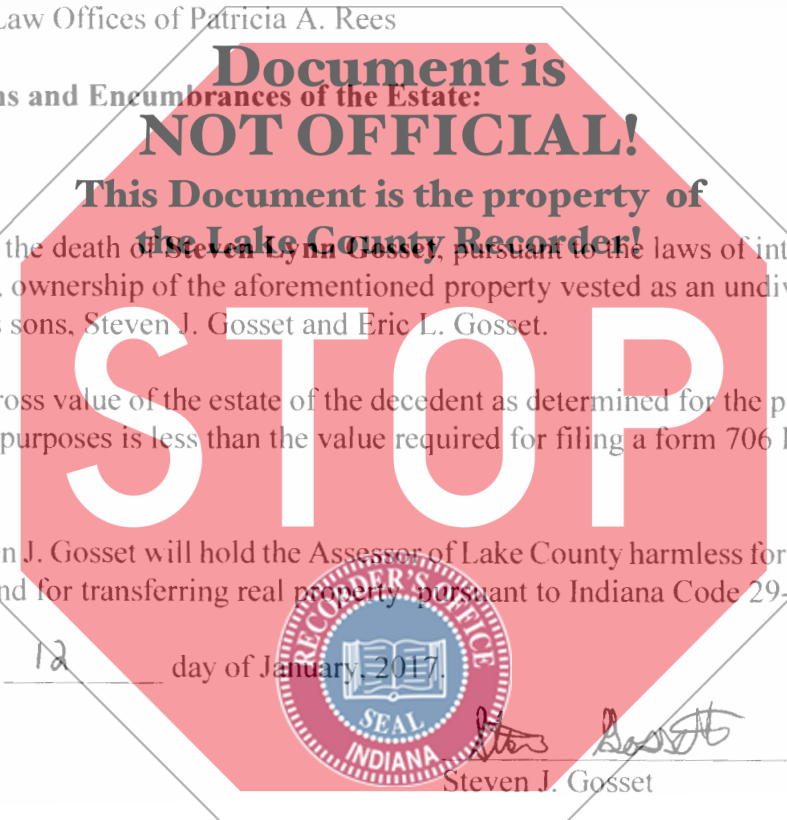 Law Offices of Patricia A. Rees
Document is
ns and Encumbrances of the Estate:
NOT OFFICIAL!
This Document is the property of
the Lake County Recorder!
the death of Steven Lynn Gosset, pursuant to the laws of int
ownership of the aforementioned property vested as an undiv
s sons, Steven J. Gosset and Eric L. Gosset.
STOP
ross value of the estate of the decedent as determined for the p
purposes is less than the value required for filing a form 706
n J. Gosset will hold the Assessor of Lake County harmless for
nd for transferring real property pursuant to Indiana Code 29-
12 day of January, 2017.
RECORDER'S OFFICE
SEAL
INDIANA
Steven J. Gosset